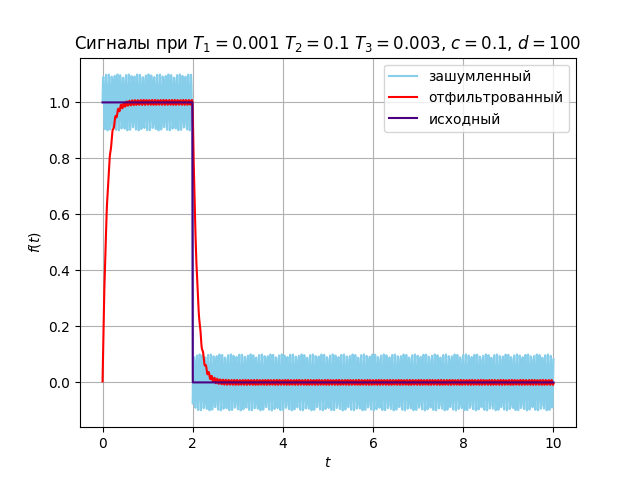 Сигналы при T₁ = 0.001 T₂ = 0.1 T₃ = 0.003, c = 0.1, d = 100
зашумленный
отфильтрованный
исходный
f(t)
1.0
0.8
0.6
0.4
0.2
0.0
0 2 4 6 8 10
t